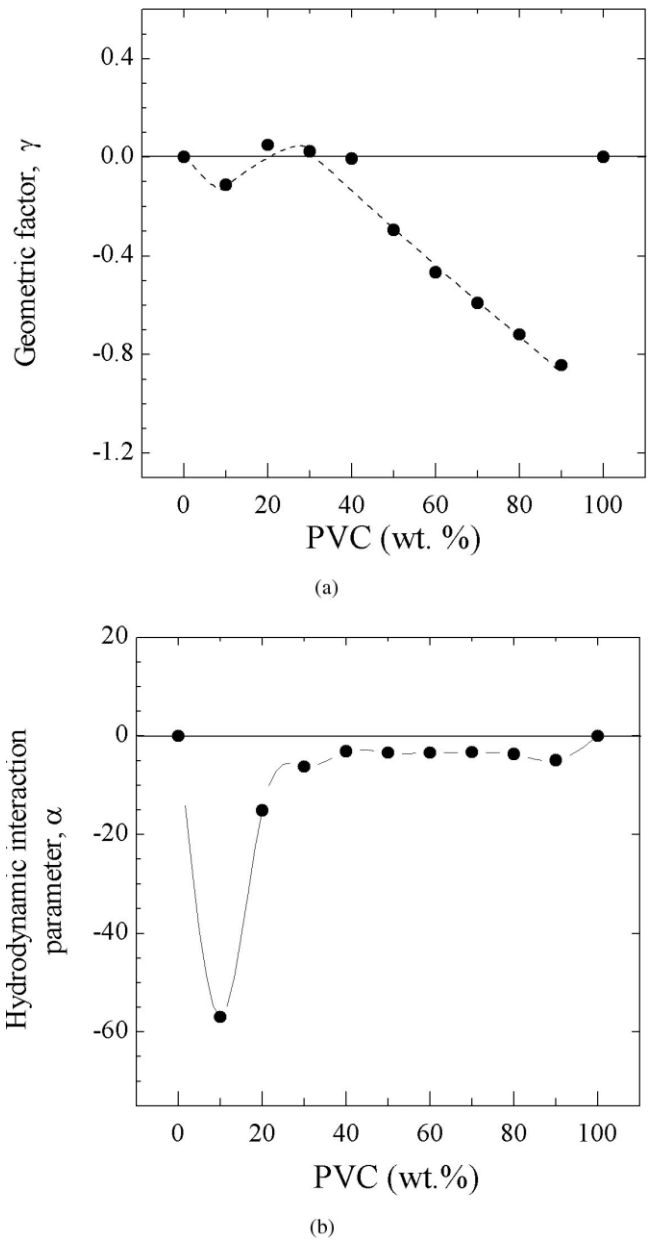 0.4
0.0
-0.4
-0.8
-1.2
Geometric factor, γ
0 20 40 60 80 100
PVC (wt. %)
(a)
20
0
-20
-40
-60
Hydrodynamic interaction
parameter, α
0 20 40 60 80 100
PVC (wt.%)
(b)